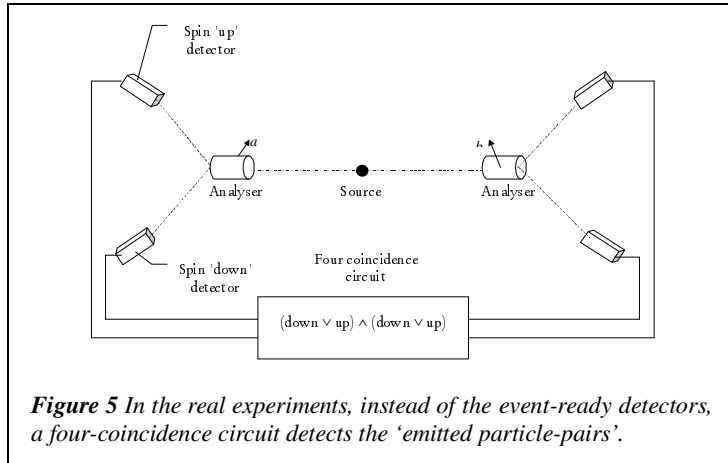 Spin 'up'
detector
a
Analyser
Source
Analyser
Spin 'down'
detector
Four coincidence
circuit
(down ∨ up) ∧ (down ∨ up)
Figure 5 In the real experiments, instead of the event-ready detectors,
a four-coincidence circuit detects the ‘emitted particle-pairs’.